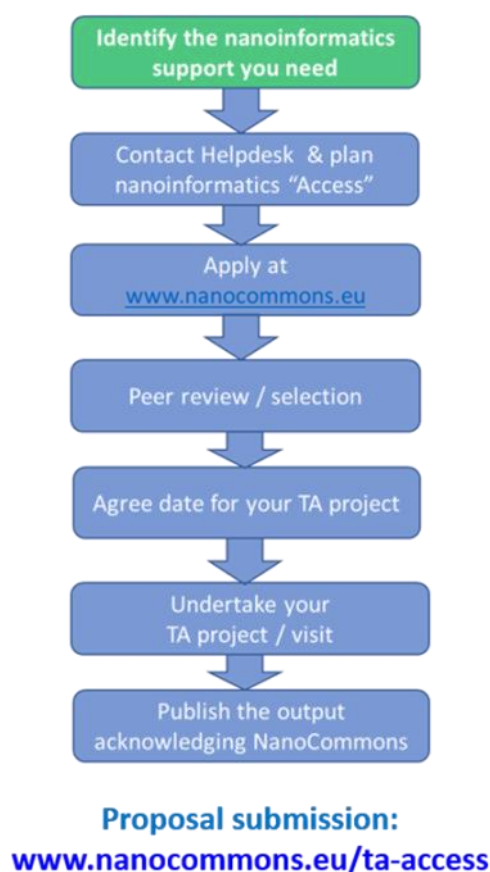 Identify the nanoinformatics
support you need
Contact Helpdesk & plan
nanoinformatics “Access”
Apply at
www.nanocommons.eu
Peer review / selection
Agree date for your TA project
Undertake your
TA project / visit
Publish the output
acknowledging NanoCommons
Proposal submission:
www.nanocommons.eu/ta-access